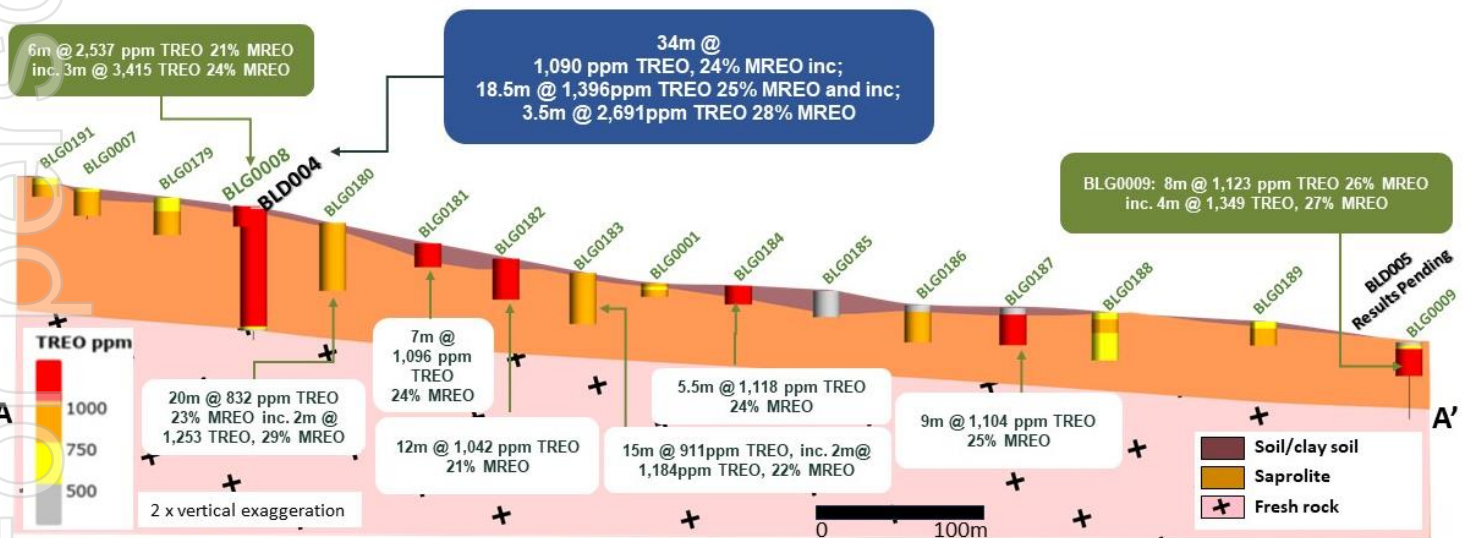 6m @ 2,537 ppm TREO 21% MREO
inc. 3m @ 3,415 TREO 24% MREO
34m @
1,090 ppm TREO, 24% MREO inc;
18.5m @ 1,396ppm TREO 25% MREO and inc;
3.5m @ 2,691ppm TREO 28% MREO
BLG0009: 8m @ 1,123 ppm TREO 26% MREO
inc. 4m @ 1,349 TREO, 27% MREO
BLG0191
BLG0007
BLG0179
BLG0008
BLD004
BLG0180
BLG0181
BLG0182
BLG0183
BLG0001
BLG0184
BLG0185
BLG0186
BLG0187
BLG0188
BLG0189
BLD005
Results Pending
BLG0009
TREO ppm
1000
750
500
A
A'
20m @ 832 ppm TREO
23% MREO inc. 2m @
1,253 TREO, 29% MREO
7m @
1,096 ppm
TREO
24% MREO
12m @ 1,042 ppm TREO
21% MREO
15m @ 911ppm TREO, inc. 2m@
1,184ppm TREO, 22% MREO
5.5m @ 1,118 ppm TREO
24% MREO
9m @ 1,104 ppm TREO
25% MREO
Soil/clay soil
Saprolite
Fresh rock
2 x vertical exaggeration
0
100m